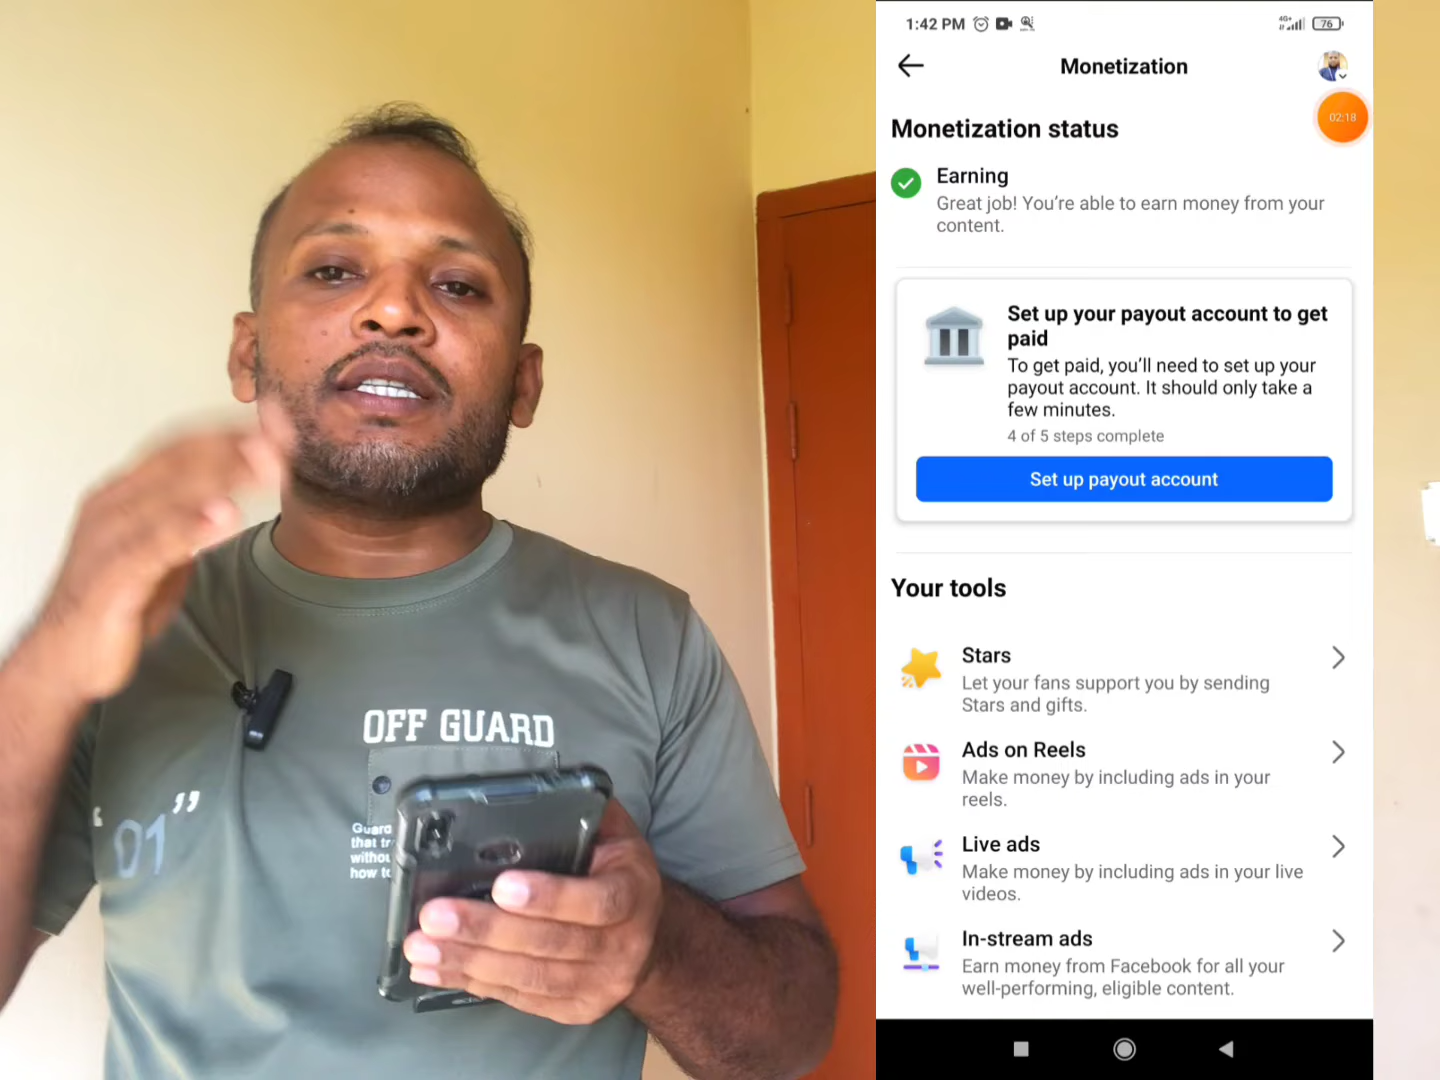 OFF GUARD
“01”
Guard
how to
1:42 PM
4G+
76
Monetization
02:18
Monetization status
Earning
Great job! You’re able to earn money from your
content.
Set up your payout account to get
paid
To get paid, you’ll need to set up your
payout account. It should only take a
few minutes.
4 of 5 steps complete
Set up payout account
Your tools
Stars
Let your fans support you by sending
Stars and gifts.
Ads on Reels
Make money by including ads in your
reels.
Live ads
Make money by including ads in your live
videos.
In-stream ads
Earn money from Facebook for all your
well-performing, eligible content.